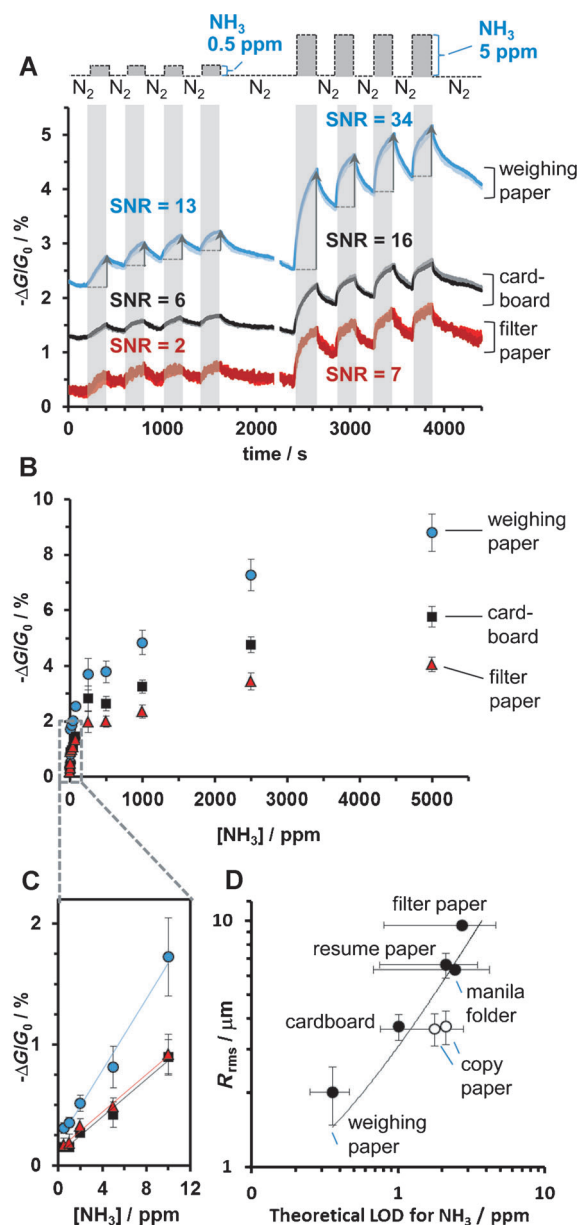 A
NH3
0.5 ppm
NH3
5 ppm
N2 N2 N2 N2 N2 N2 N2 N2 N2
-ΔG/G0 / %
5
4
3
2
1
0
SNR = 34
SNR = 13
SNR = 16
SNR = 6
SNR = 2
SNR = 7
weighing
paper
card-
board
filter
paper
0 1000 2000 3000 4000
time / s
B
-ΔG/G0 / %
10
8
6
4
2
0
weighing
paper
card-
board
filter
paper
0 1000 2000 3000 4000 5000
[NH3] / ppm
C
-ΔG/G0 / %
2
1
0
0 4 8 12
[NH3] / ppm
D
Rrms / μm
10
1
filter paper
resume paper
manila
folder
cardboard
copy
paper
weighing
paper
1 10
Theoretical LOD for NH3 / ppm